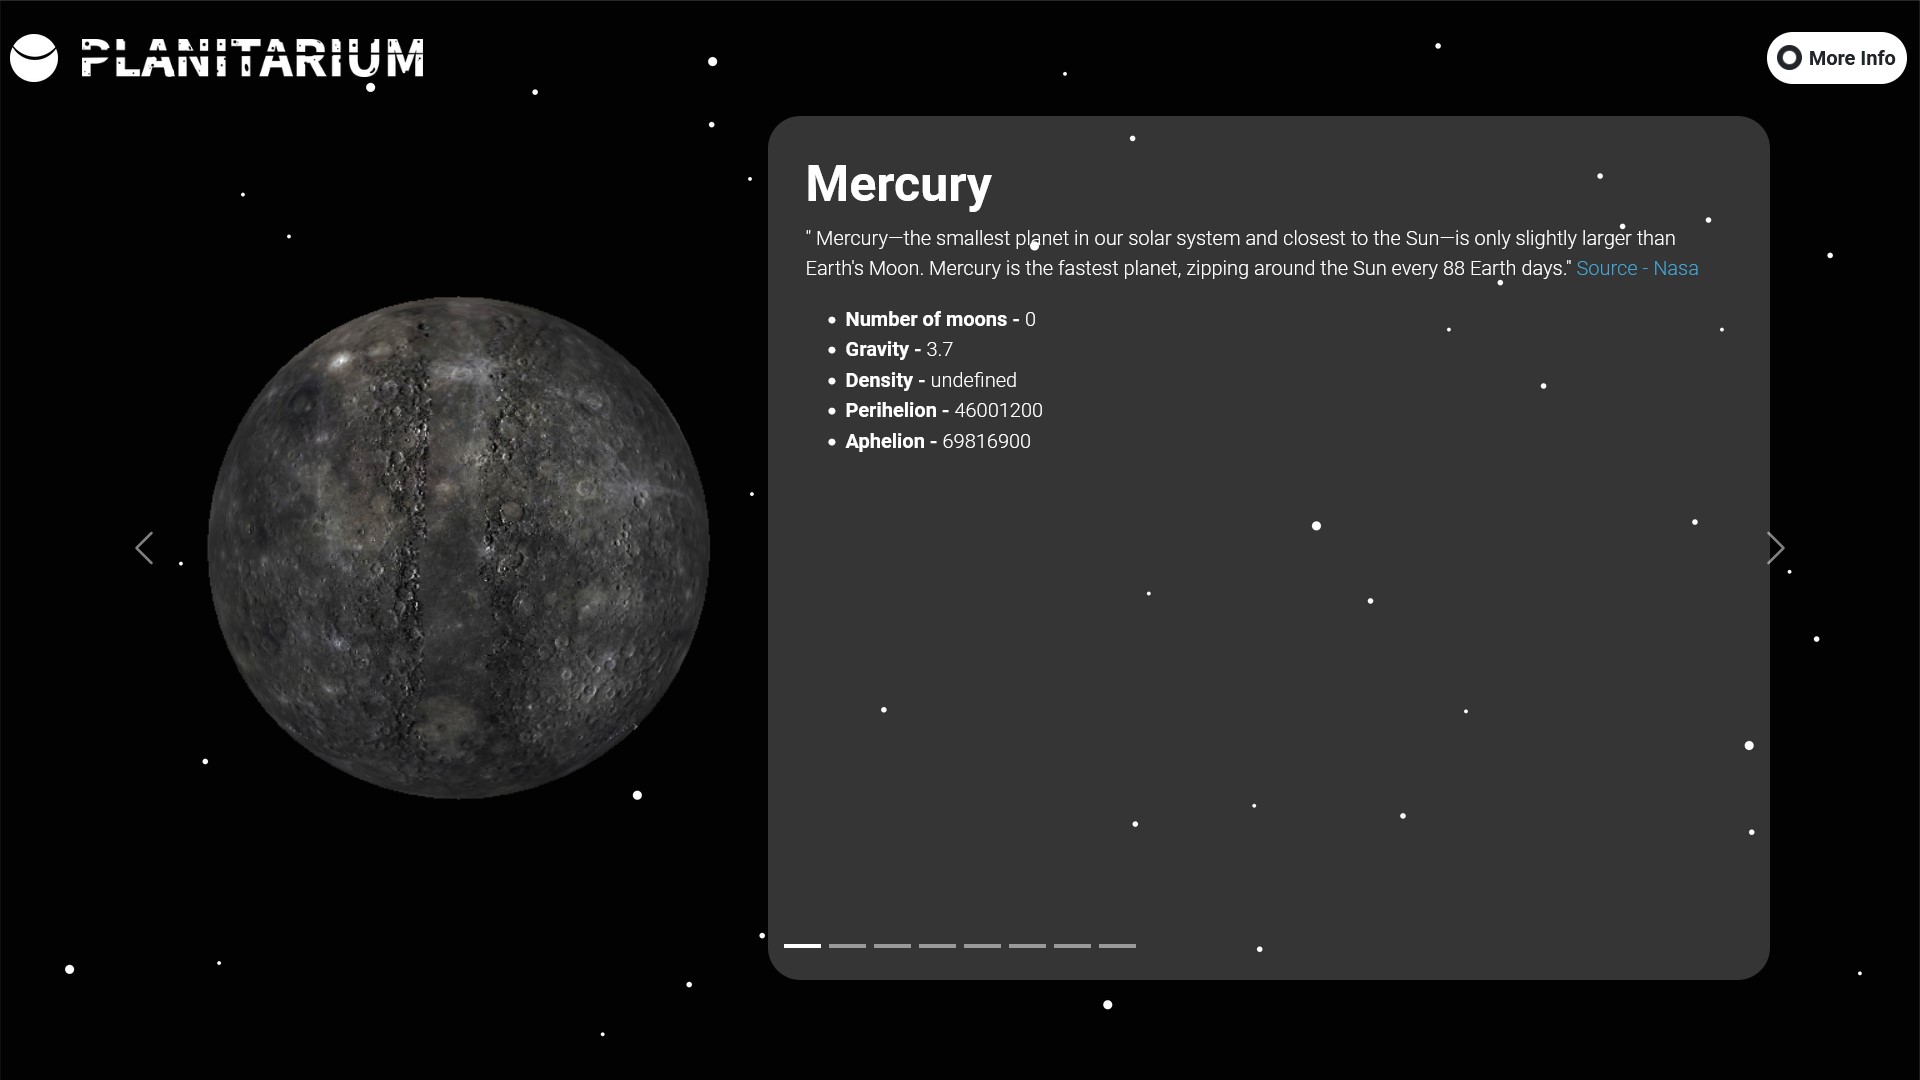 PLANITARIUM
More Info
Mercury
" Mercury—the smallest planet in our solar system and closest to the Sun—is only slightly larger than
Earth's Moon. Mercury is the fastest planet, zipping around the Sun every 88 Earth days." Source - Nasa
Number of moons - 0
Gravity - 3.7
Density - undefined
Perihelion - 46001200
Aphelion - 69816900